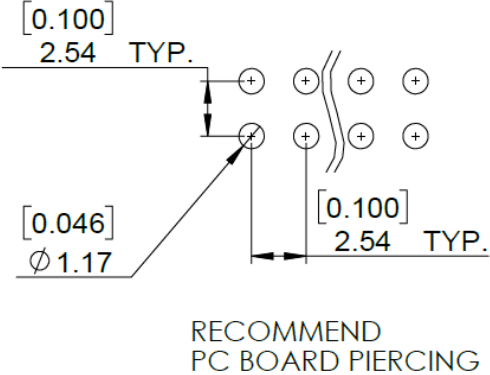 [0.100]
2.54 TYP.
[0.046]
∅1.17
[0.100]
2.54 TYP.
RECOMMEND
PC BOARD PIERCING